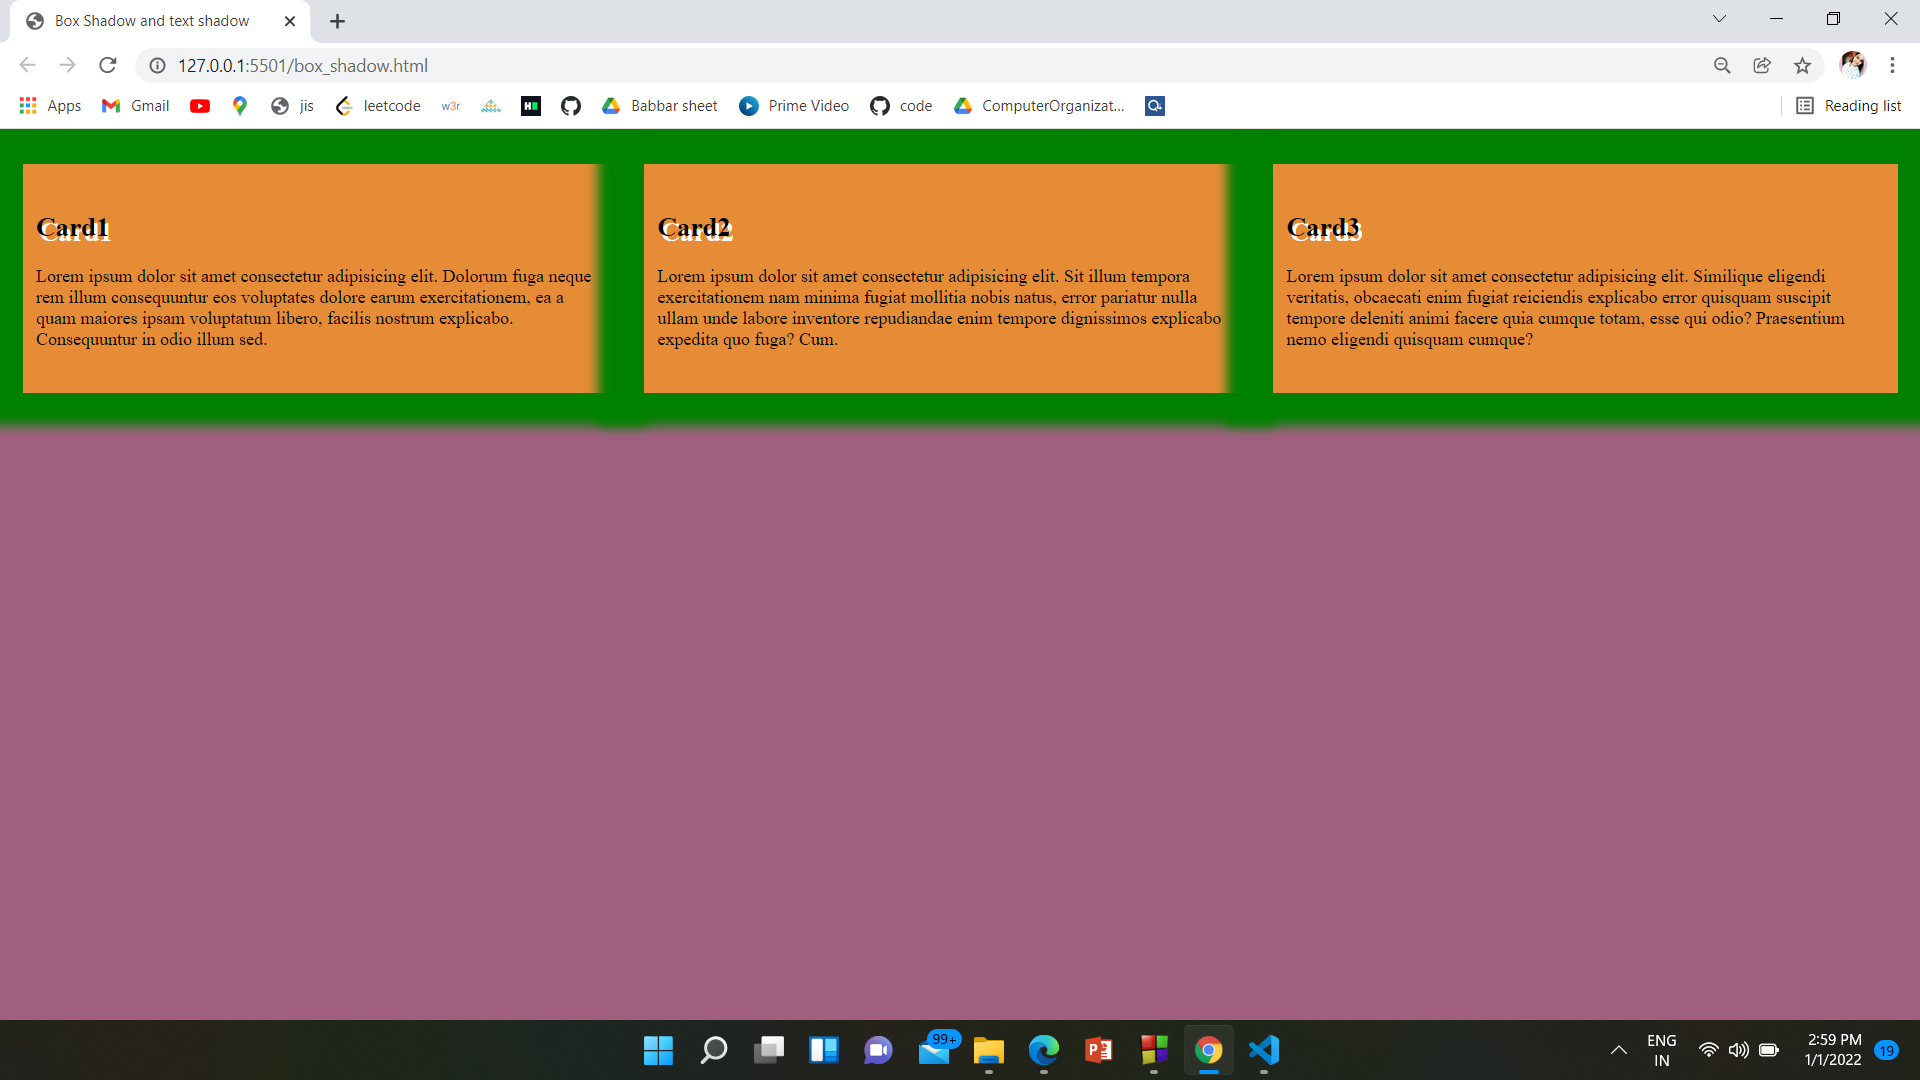 Box Shadow and text shadow
127.0.0.1:5501/box_shadow.html
Apps Gmail jis leetcode w3r Babbar sheet Prime Video code ComputerOrganizat... Reading list
Card1
Lorem ipsum dolor sit amet consectetur adipisicing elit. Dolorum fuga neque
rem illum consequuntur eos voluptates dolore earum exercitationem, ea a
quam maiores ipsam voluptatum libero, facilis nostrum explicabo.
Consequuntur in odio illum sed.
Card2
Lorem ipsum dolor sit amet consectetur adipisicing elit. Sit illum tempora
exercitationem nam minima fugiat mollitia nobis natus, error pariatur nulla
ullam unde labore inventore repudiandae enim tempore dignissimos explicabo
expedita quo fuga? Cum.
Card3
Lorem ipsum dolor sit amet consectetur adipisicing elit. Similique eligendi
veritatis, obcaecati enim fugiat reiciendis explicabo error quisquam suscipit
tempore deleniti animi facere quia cumque totam, esse qui odio? Praesentium
nemo eligendi quisquam cumque?
99+
ENG
IN
2:59 PM
1/1/2022
19